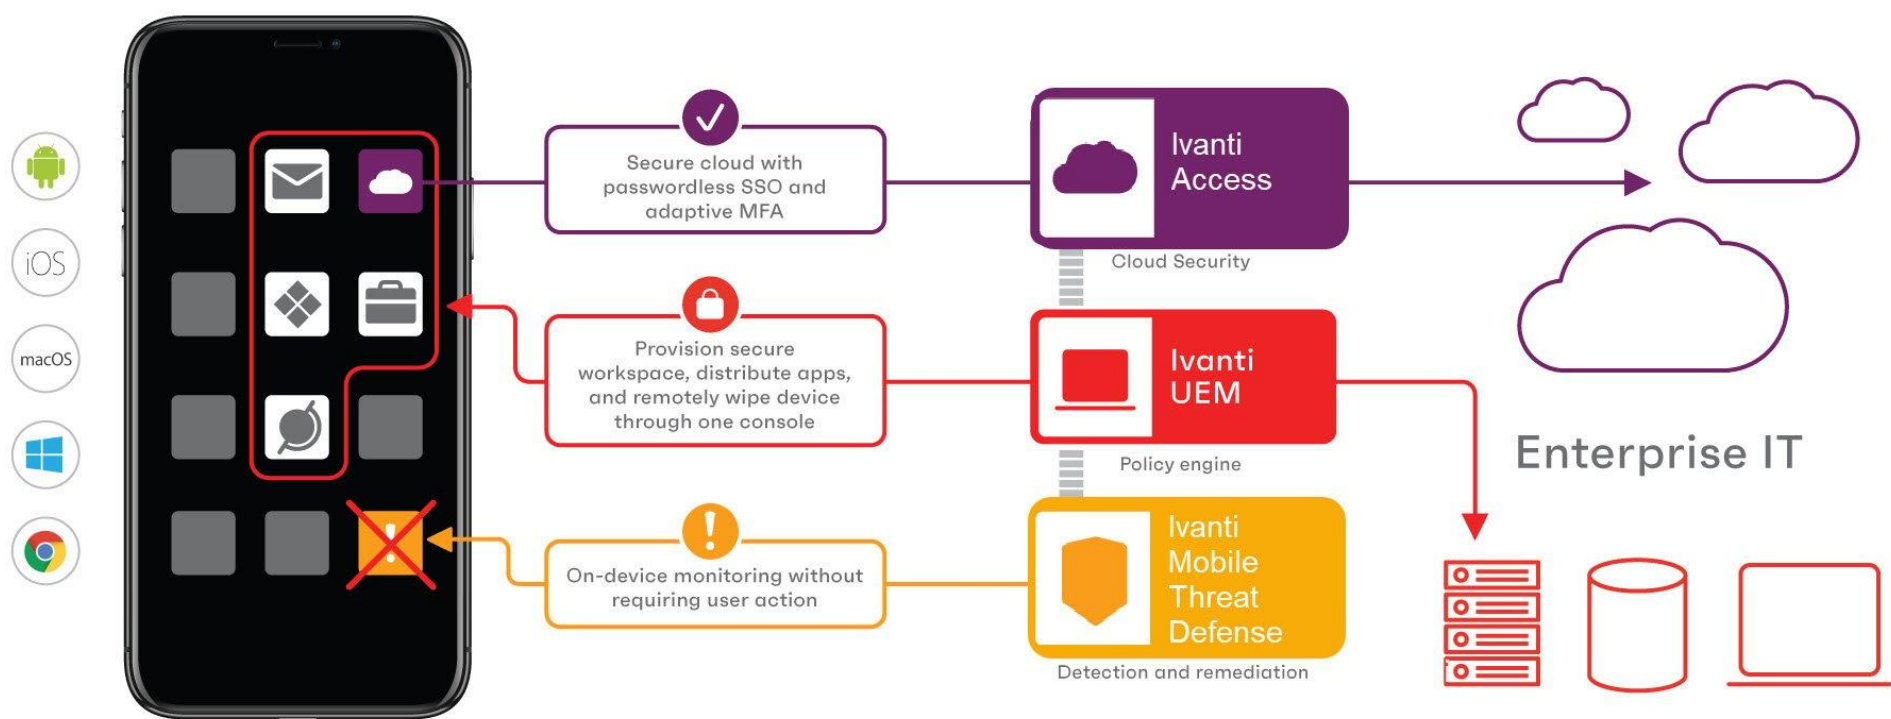 iOS
macOS
Secure cloud with
passwordless SSO and
adaptive MFA
Ivanti
Access
Cloud Security
Provision secure
workspace, distribute apps,
and remotely wipe device
through one console
Ivanti
UEM
Policy engine
On-device monitoring without
requiring user action
Ivanti
Mobile
Threat
Defense
Detection and remediation
Enterprise IT